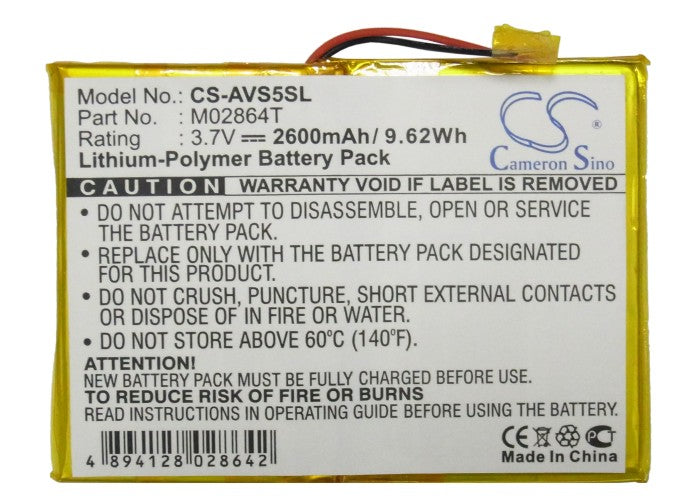 Model No.: CS-AVS5SL
Part No. : M02864T
Rating : 3.7V 2600mAh/ 9.62Wh
Lithium-Polymer Battery Pack
CS
Cameron Sino
CAUTION WARRANTY VOID IF LABEL IS REMOVED
• DO NOT ATTEMPT TO DISASSEMBLE, OPEN OR SERVICE
THE BATTERY PACK.
• REPLACE ONLY WITH THE BATTERY PACK DESIGNATED
FOR THIS PRODUCT.
• DO NOT CRUSH, PUNCTURE, SHORT EXTERNAL CONTACTS
OR DISPOSE OF IN FIRE OR WATER.
• DO NOT STORE ABOVE 60°C (140°F).
ATTENTION:
NEW BATTERY PACK MUST BE FULLY CHARGED BEFORE USE
TO REDUCE RISK OF FIRE OR BURNS
READ INSTRUCTIONS IN OPERATING GUIDE BEFORE USING THE BATTERY.
4 894128 028642
CE PCT
Made In China